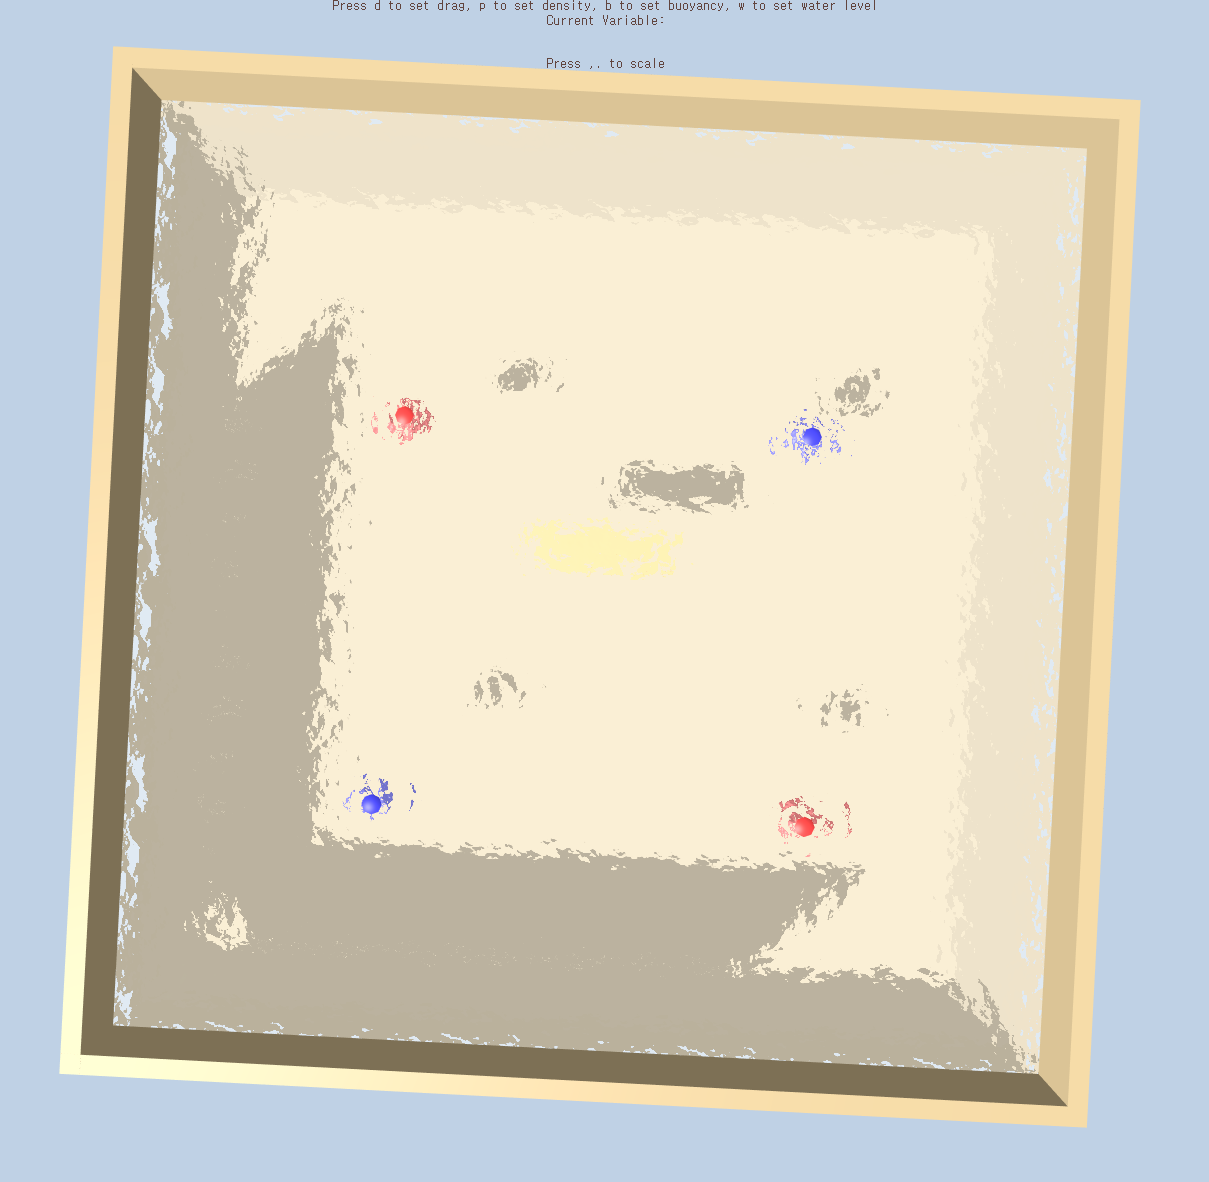 Press d to set drag, p to set density, b to set buoyancy, w to set water level
Current Variable:
Press ,. to scale